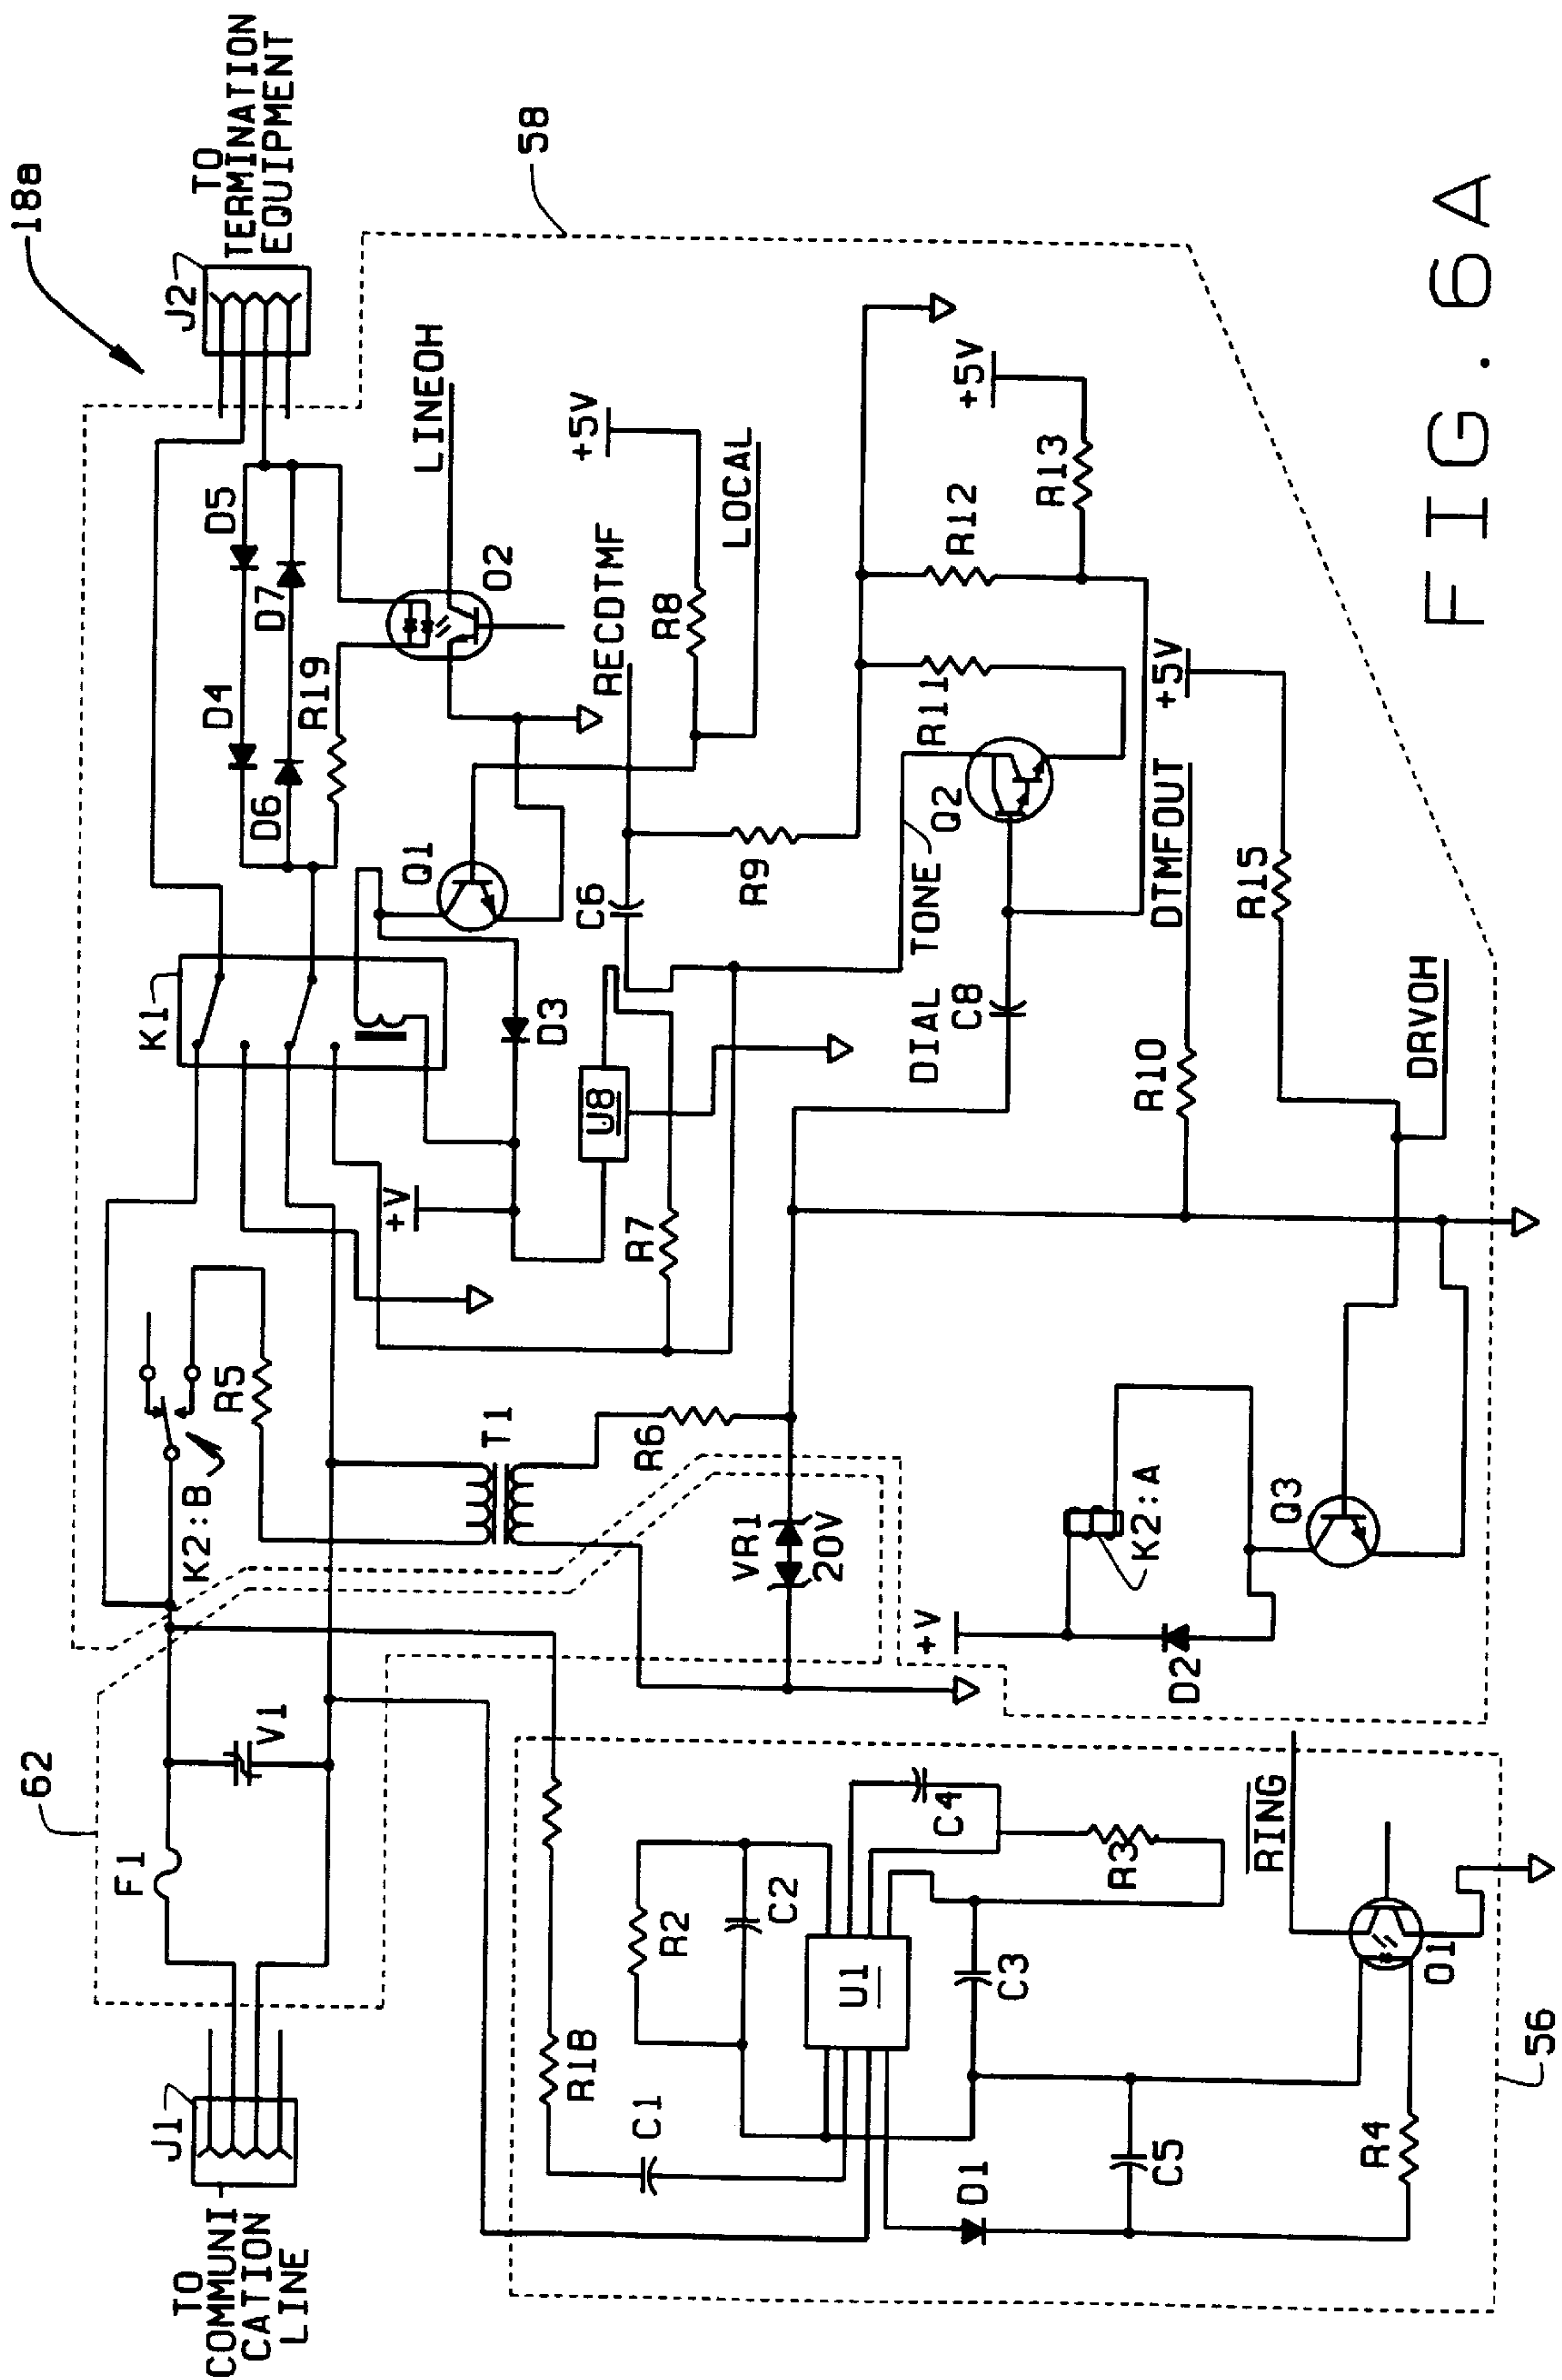 18a
TO
TERMINATION
EQUIPMENT
J2
58
62
F1
V1
K2:B
R5
K1
D4
D5
D6
D7
R19
O2
LINEOH
J1
TO
COMMUNI-
CATION
LINE
T1
R6
+V
Q1
D3
U8
R7
C6
RECDTMF
R8
+5V
LOCAL
R9
VR1
20V
DIAL TONE
C8
Q2
R11
R12
+5V
R13
DTMFOUT
R10
+5V
R15
DRVOH
+V
K2:A
D2
Q3
R1B
C1
R2
C2
U1
C4
R3
C3
D1
C5
R4
RING
O1
56
FIG. 6A